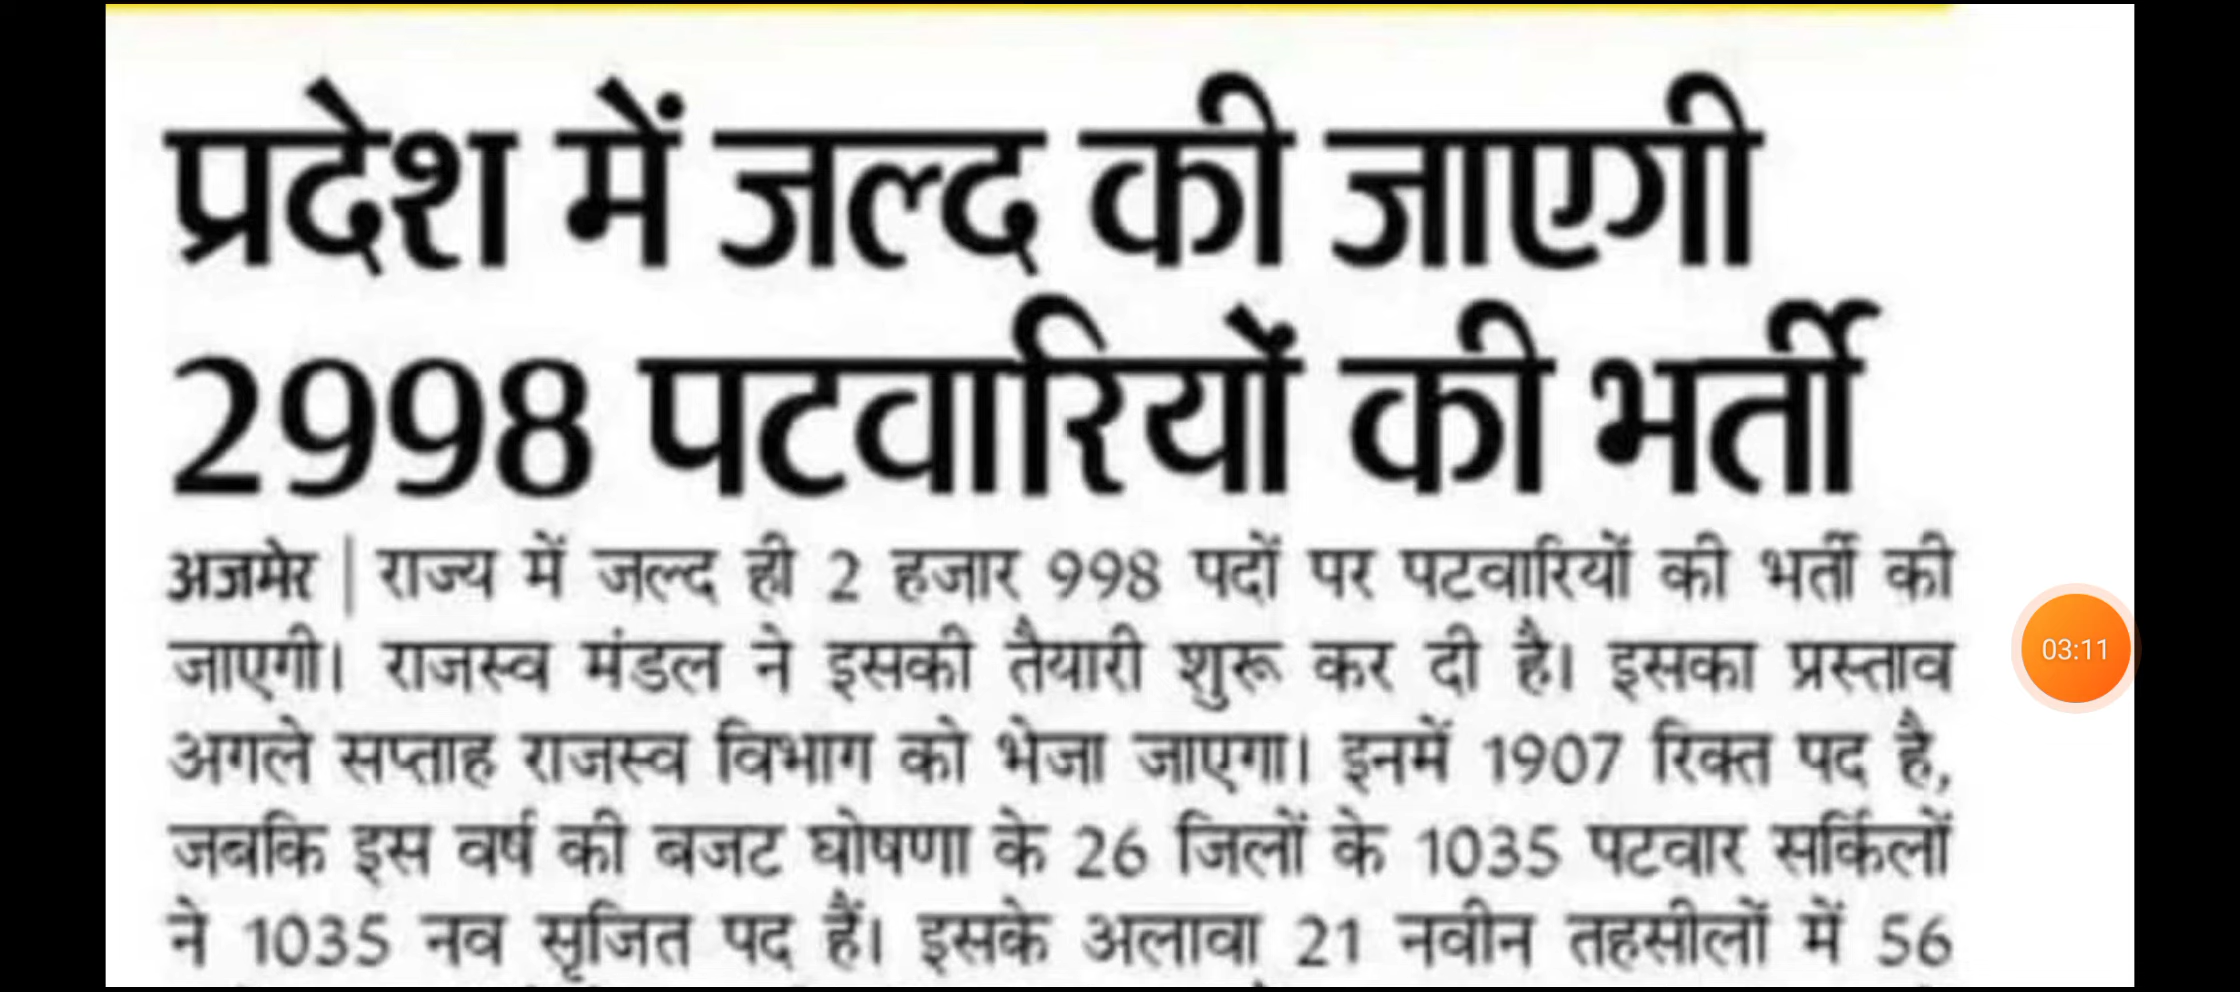 प्रदेश में जल्द की जाएगी
2998 पटवारियों की भर्ती
अजमेर | राज्य में जल्द ही 2 हजार 998 पदों पर पटवारियों की भर्ती की
जाएगी। राजस्व मंडल ने इसकी तैयारी शुरू कर दी है। इसका प्रस्ताव
अगले सप्ताह राजस्व विभाग को भेजा जाएगा। इनमें 1907 रिक्त पद है,
जबकि इस वर्ष की बजट घोषणा के 26 जिलों के 1035 पटवार सर्किलों
ने 1035 नव सृजित पद हैं। इसके अलावा 21 नवीन तहसीलों में 56
03:11